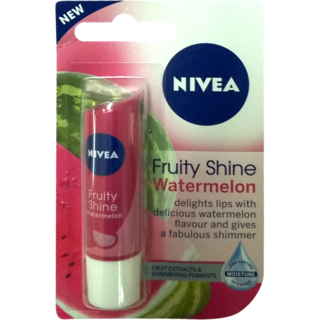 NEW
NIVEA
Fruity Shine
Watermelon
delights lips with
delicious watermelon
flavour and gives
a fabulous shimmer
FRUIT EXTRACTS &
SHIMMERING PIGMENTS
MOISTURE
NIVEA
Fruity
Shine
Watermelon